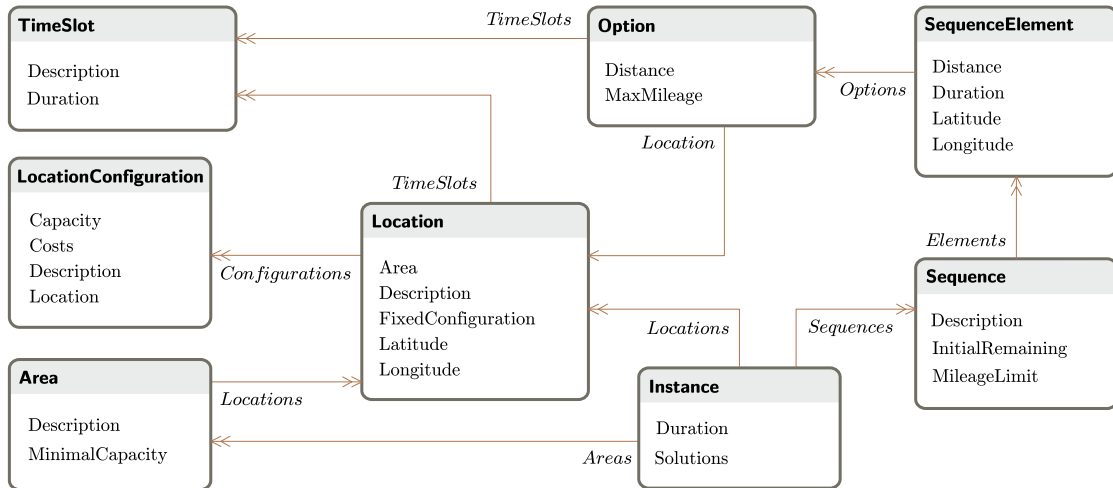 TimeSlot
Description
Duration
TimeSlots
Option
Distance
MaxMileage
SequenceElement
Distance
Duration
Latitude
Longitude
Options
Location
LocationConfiguration
Capacity
Costs
Description
Location
TimeSlots
Configurations
Location
Area
Description
FixedConfiguration
Latitude
Longitude
Elements
Sequence
Description
InitialRemaining
MileageLimit
Locations
Sequences
Area
Description
MinimalCapacity
Locations
Areas
Instance
Duration
Solutions